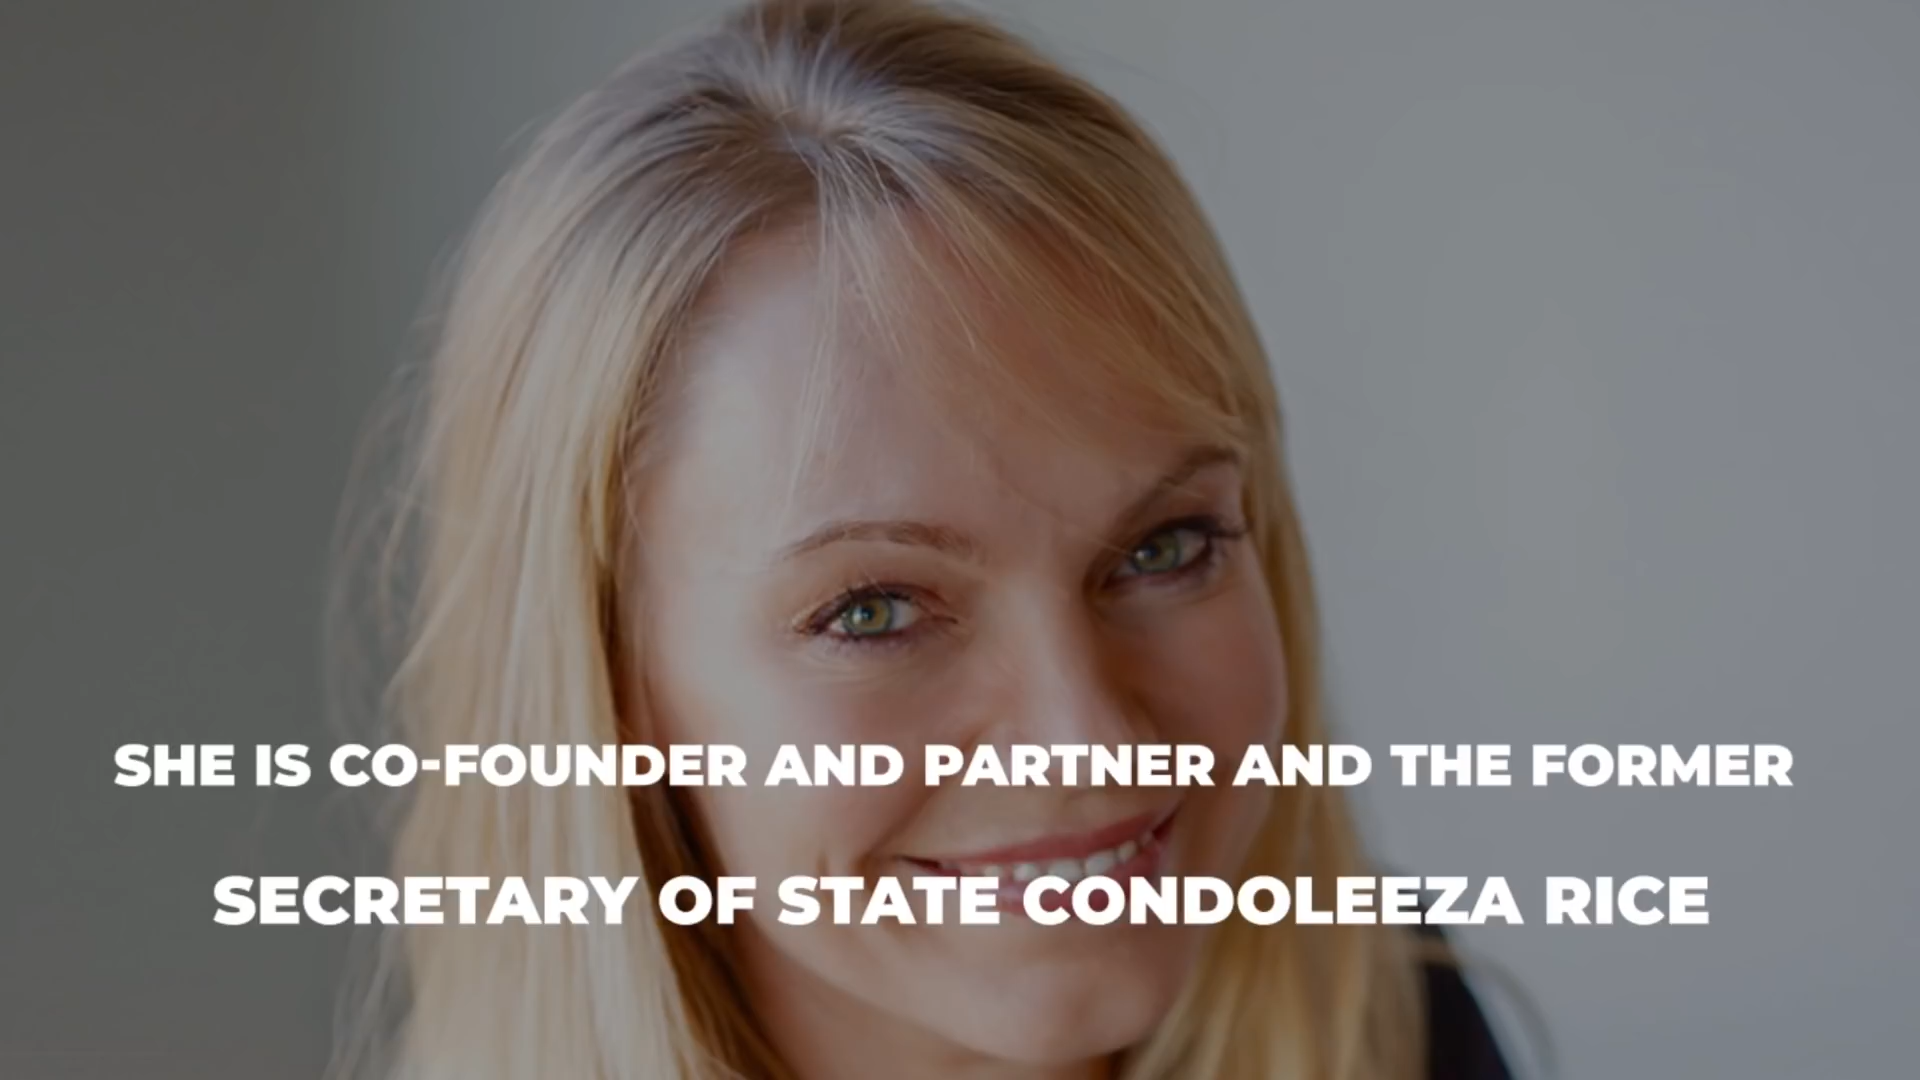 SHE IS CO-FOUNDER AND PARTNER AND THE FORMER
SECRETARY OF STATE CONDOLEEZA RICE